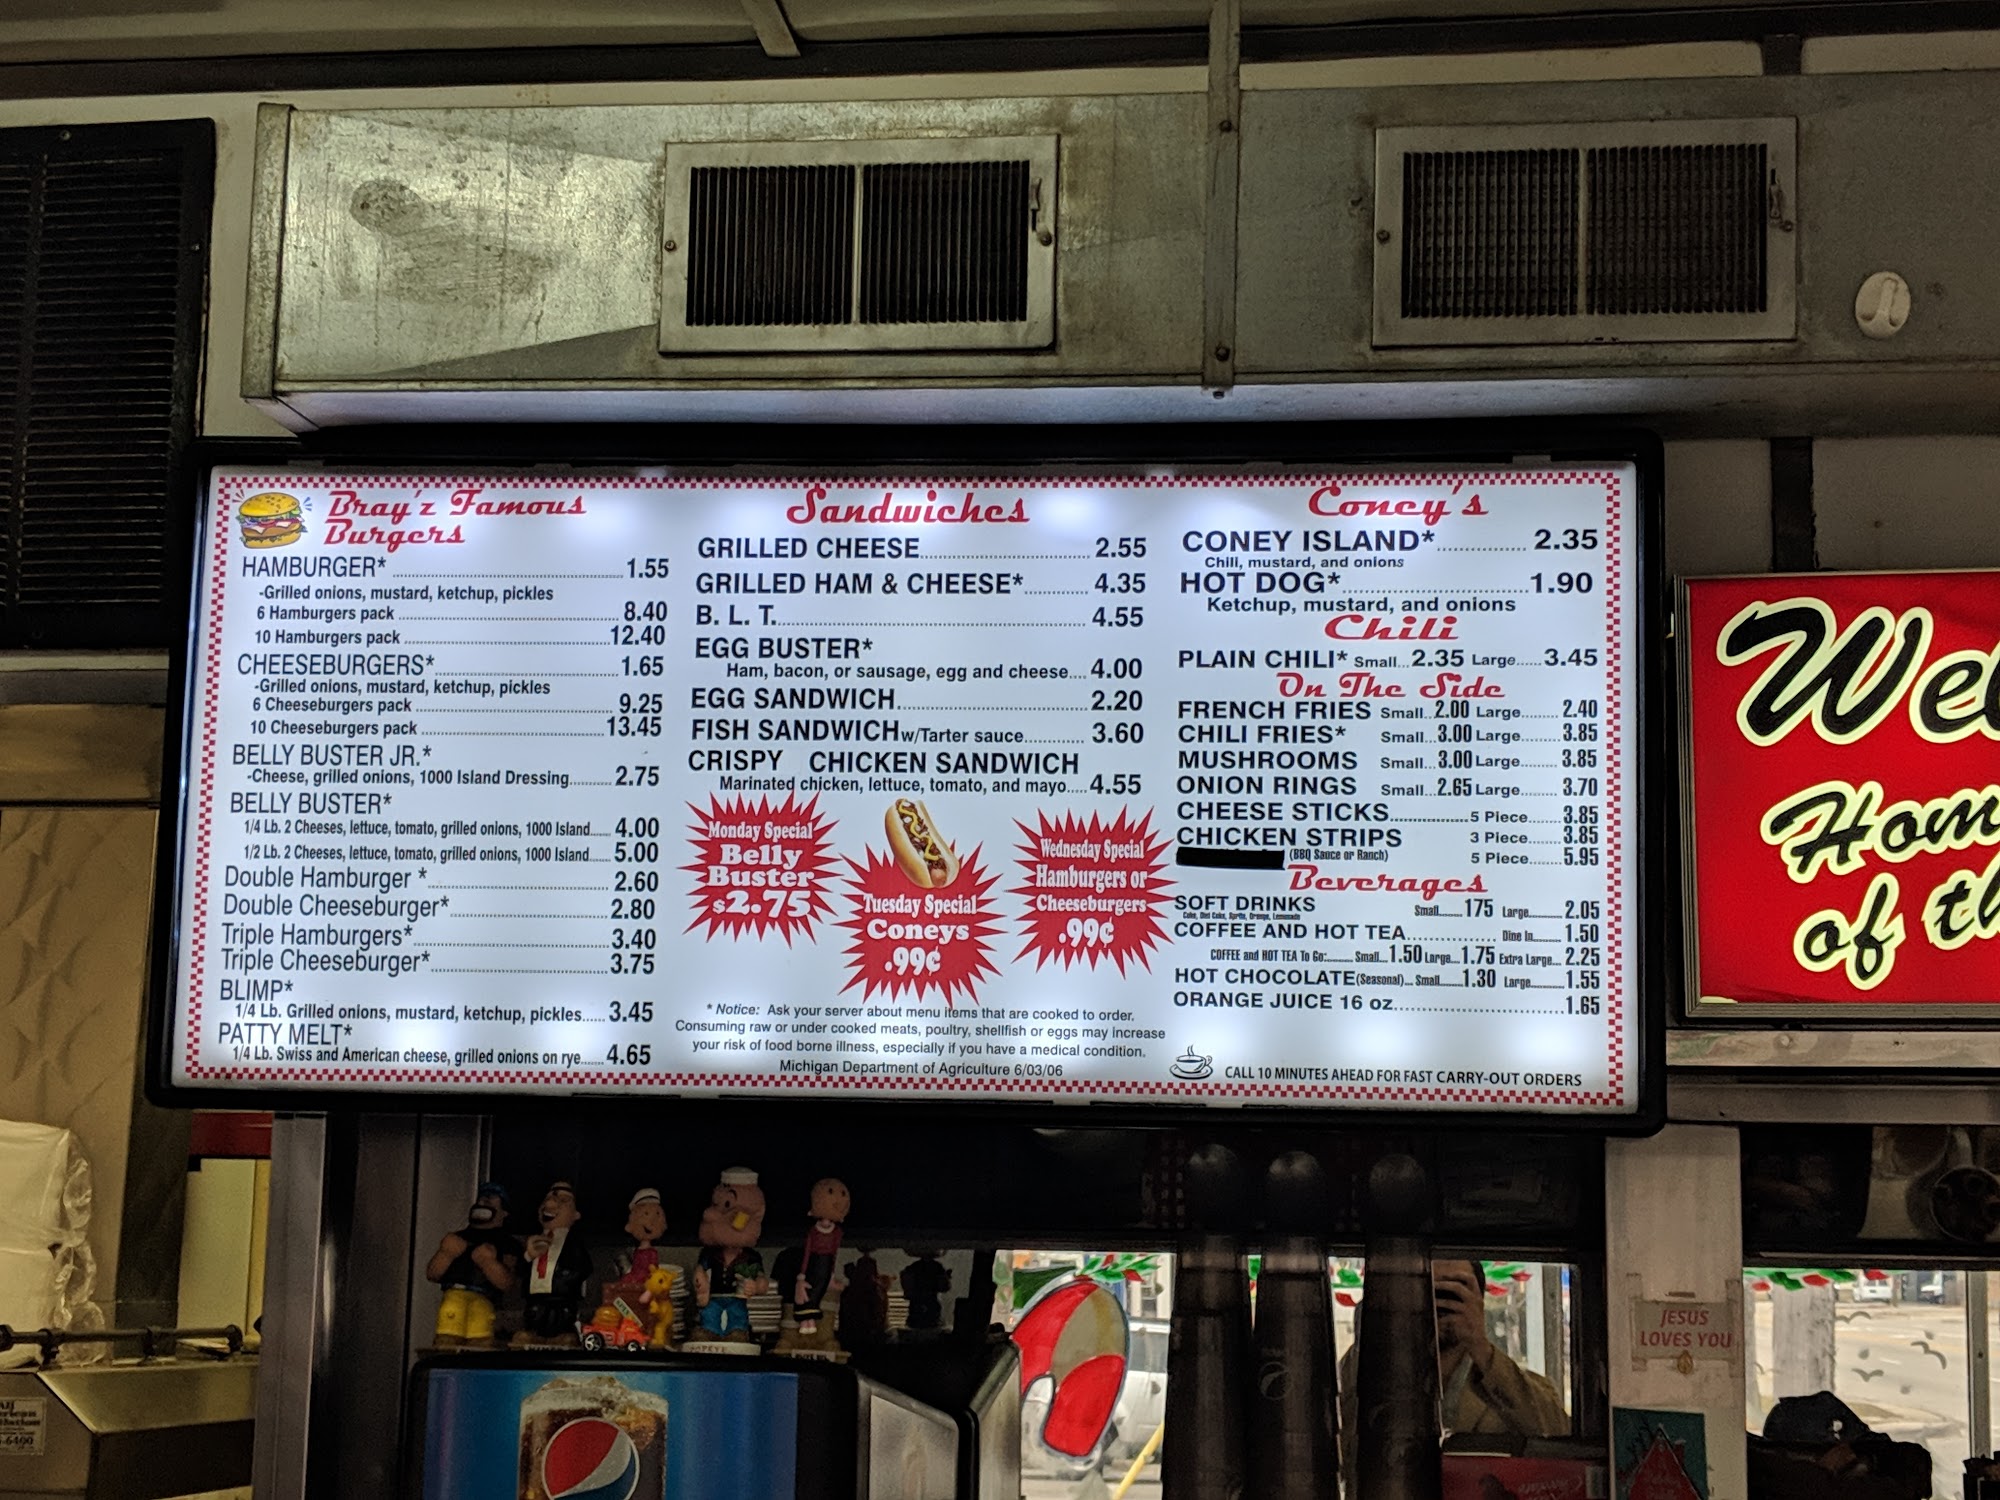 Bray'z Famous
Burgers
HAMBURGER* 1.55
-Grilled onions, mustard, ketchup, pickles
6 Hamburgers pack 8.40
10 Hamburgers pack 12.40
CHEESEBURGERS* 1.65
-Grilled onions, mustard, ketchup, pickles
6 Cheeseburgers pack 9.25
10 Cheeseburgers pack 13.45
BELLY BUSTER JR.*
-Cheese, grilled onions, 1000 Island Dressing 2.75
BELLY BUSTER*
1/4 Lb. 2 Cheeses, lettuce, tomato, grilled onions, 1000 Island 4.00
1/2 Lb. 2 Cheeses, lettuce, tomato, grilled onions, 1000 Island 5.00
Double Hamburger * 2.60
Double Cheeseburger* 2.80
Triple Hamburgers* 3.40
Triple Cheeseburger* 3.75
BLIMP*
1/4 Lb. Grilled onions, mustard, ketchup, pickles 3.45
PATTY MELT*
1/4 Lb. Swiss and American cheese, grilled onions on rye 4.65
Sandwiches
GRILLED CHEESE 2.55
GRILLED HAM & CHEESE* 4.35
B. L. T. 4.55
EGG BUSTER*
Ham, bacon, or sausage, egg and cheese 4.00
EGG SANDWICH 2.20
FISH SANDWICH w/Tarter sauce 3.60
CRISPY CHICKEN SANDWICH
Marinated chicken, lettuce, tomato, and mayo 4.55
Monday Special
Belly
Buster
$2.75
Tuesday Special
Coneys
.99¢
Wednesday Special
Hamburgers or
Cheeseburgers
.99¢
* Notice: Ask your server about menu items that are cooked to order.
Consuming raw or under cooked meats, poultry, shellfish or eggs may increase
your risk of food borne illness, especially if you have a medical condition.
Michigan Department of Agriculture 6/03/06
Coney's
CONEY ISLAND* 2.35
Chili, mustard, and onions
HOT DOG* 1.90
Ketchup, mustard, and onions
Chili
PLAIN CHILI* Small 2.35 Large 3.45
On The Side
FRENCH FRIES Small 2.00 Large 2.40
CHILI FRIES* Small 3.00 Large 3.85
MUSHROOMS Small 3.00 Large 3.85
ONION RINGS Small 2.65 Large 3.70
CHEESE STICKS 5 Piece 3.85
CHICKEN STRIPS 3 Piece 3.85
(BBQ Sauce or Ranch) 5 Piece 5.95
Beverages
SOFT DRINKS Small 175 Large 2.05
Coke, Diet Coke, Sprite, Orange, Lemonade
COFFEE AND HOT TEA Dine In 1.50
COFFEE and HOT TEA To Go: Small 1.50 Large 1.75 Extra Large 2.25
HOT CHOCOLATE (Seasonal) Small 1.30 Large 1.55
ORANGE JUICE 16 oz 1.65
CALL 10 MINUTES AHEAD FOR FAST CARRY-OUT ORDERS
of
JESUS
LOVES YOU
POPEYE